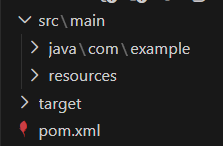 src\main
java\com\example
resources
target
pom.xml